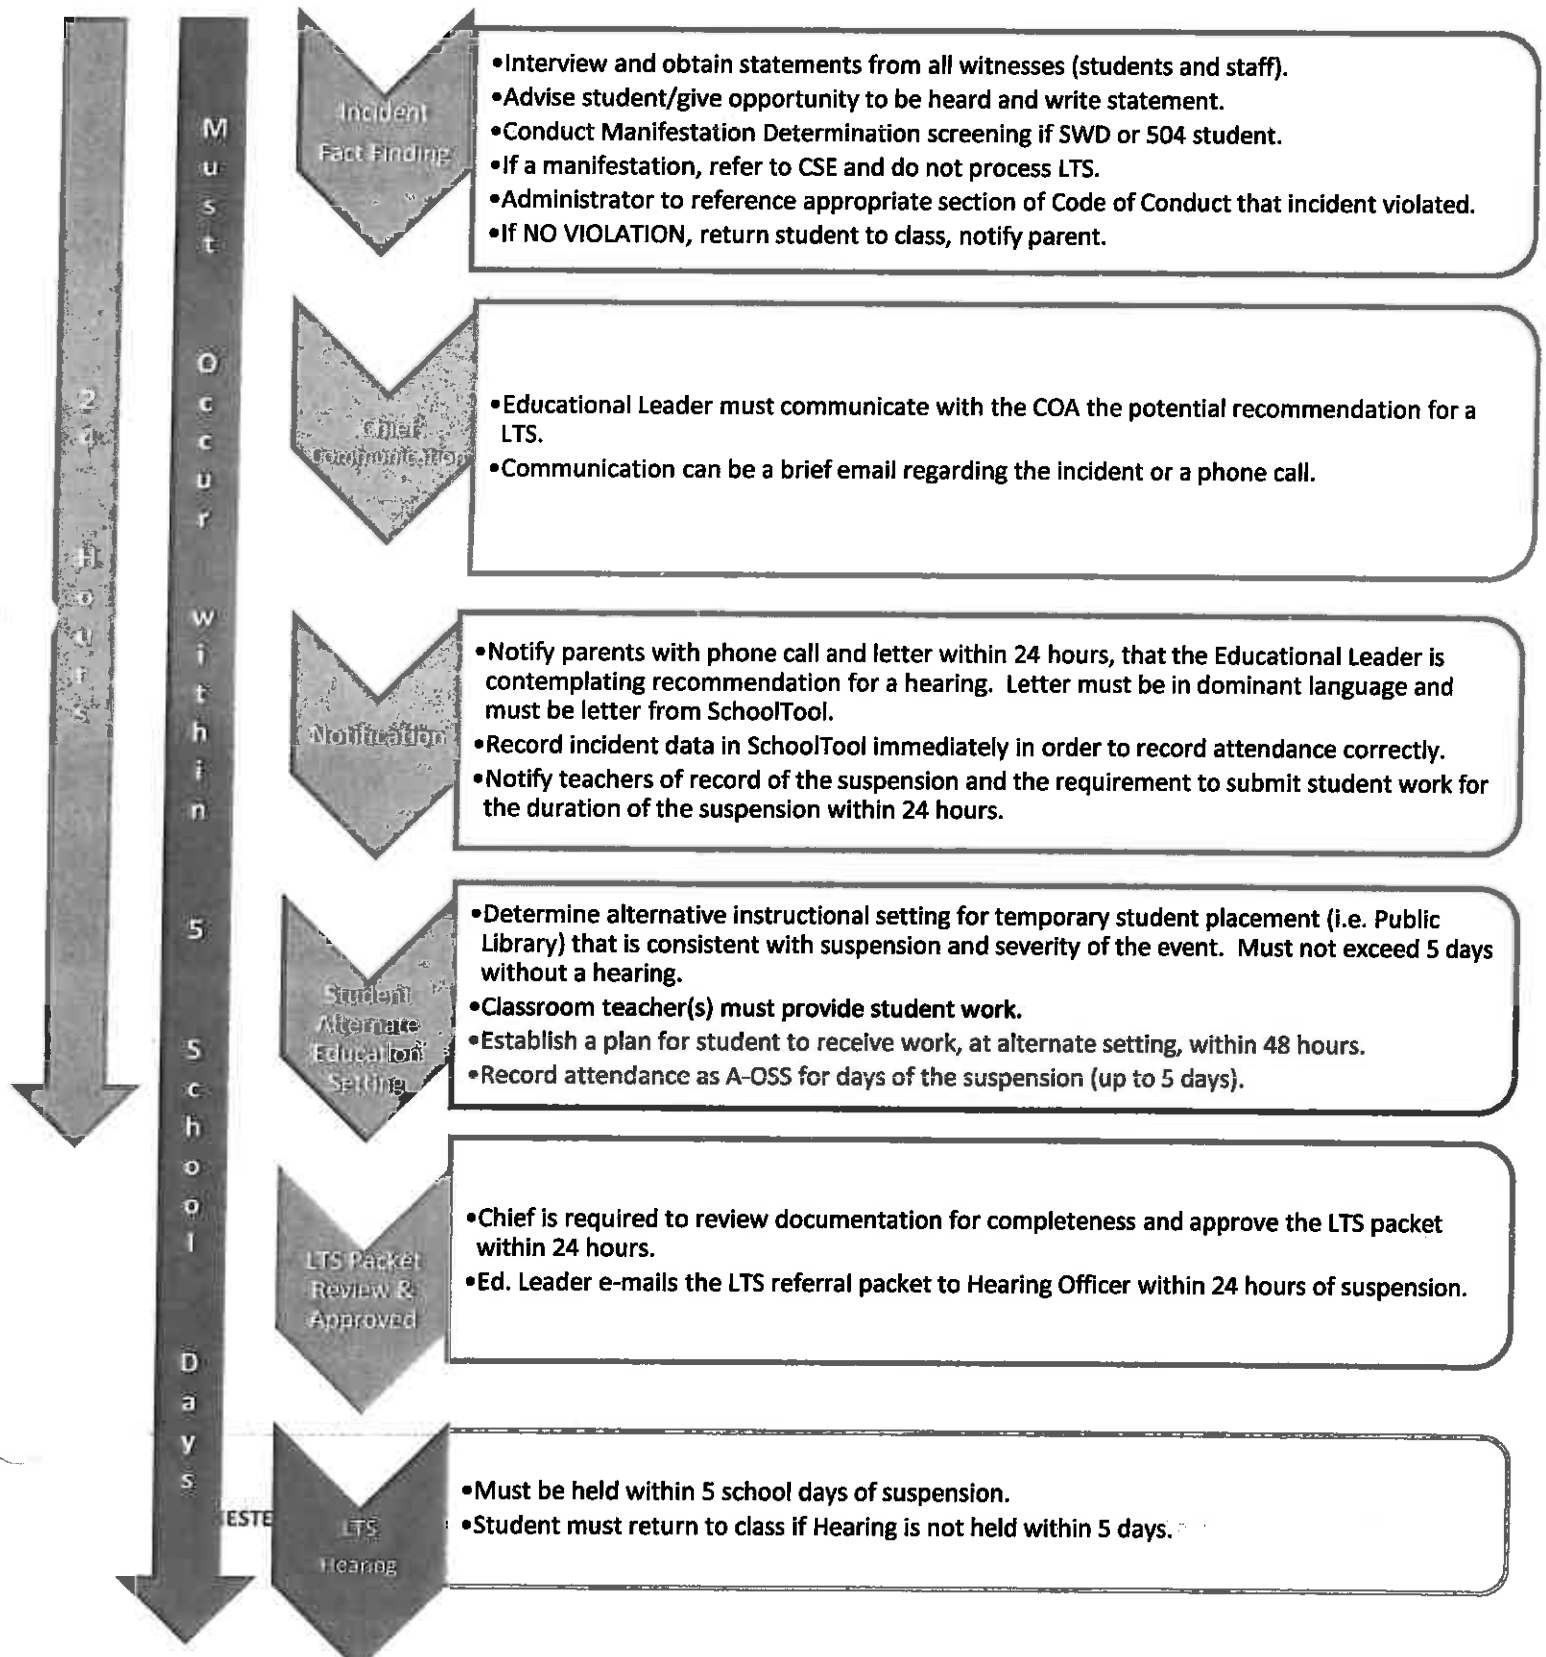 24 Hours
Must Occur within 5 School Days
Incident
Fact Finding
•Interview and obtain statements from all witnesses (students and staff).
•Advise student/give opportunity to be heard and write statement.
•Conduct Manifestation Determination screening if SWD or 504 student.
•If a manifestation, refer to CSE and do not process LTS.
•Administrator to reference appropriate section of Code of Conduct that incident violated.
•If NO VIOLATION, return student to class, notify parent.
Chief
Communication
•Educational Leader must communicate with the COA the potential recommendation for a
LTS.
•Communication can be a brief email regarding the incident or a phone call.
Notification
•Notify parents with phone call and letter within 24 hours, that the Educational Leader is
contemplating recommendation for a hearing.  Letter must be in dominant language and
must be letter from SchoolTool.
•Record incident data in SchoolTool immediately in order to record attendance correctly.
•Notify teachers of record of the suspension and the requirement to submit student work for
the duration of the suspension within 24 hours.
Student
Alternate
Education
Setting
•Determine alternative instructional setting for temporary student placement (i.e. Public
Library) that is consistent with suspension and severity of the event.  Must not exceed 5 days
without a hearing.
•Classroom teacher(s) must provide student work.
•Establish a plan for student to receive work, at alternate setting, within 48 hours.
•Record attendance as A-OSS for days of the suspension (up to 5 days).
LTS Packet
Review &
Approved
•Chief is required to review documentation for completeness and approve the LTS packet
within 24 hours.
•Ed. Leader e-mails the LTS referral packet to Hearing Officer within 24 hours of suspension.
LTS
Hearing
•Must be held within 5 school days of suspension.
•Student must return to class if Hearing is not held within 5 days.
IESTE